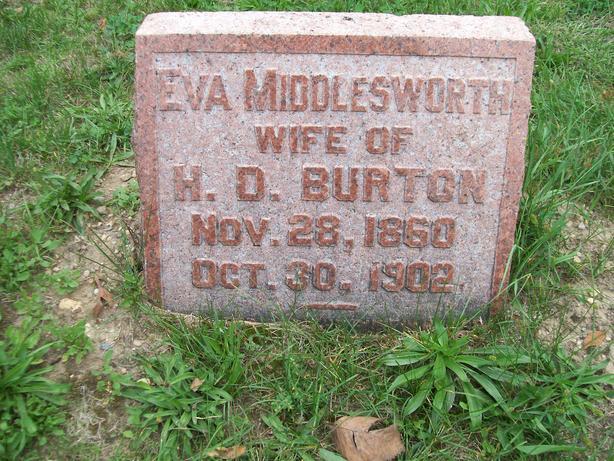 EVA MIDDLESWORTH
WIFE OF
H. D. BURTON
NOV. 28, 1860
OCT. 30, 1902.